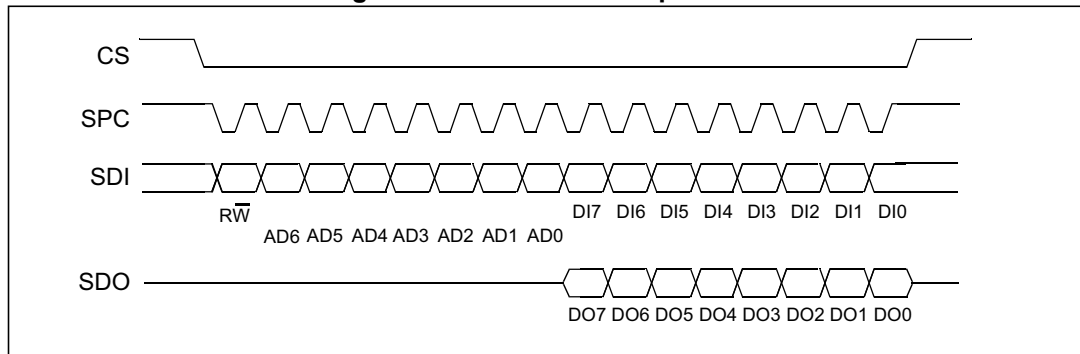 CS
SPC
SDI
RW̅
DI7 DI6 DI5 DI4 DI3 DI2 DI1 DI0
AD6 AD5 AD4 AD3 AD2 AD1 AD0
SDO
DO7 DO6 DO5 DO4 DO3 DO2 DO1 DO0